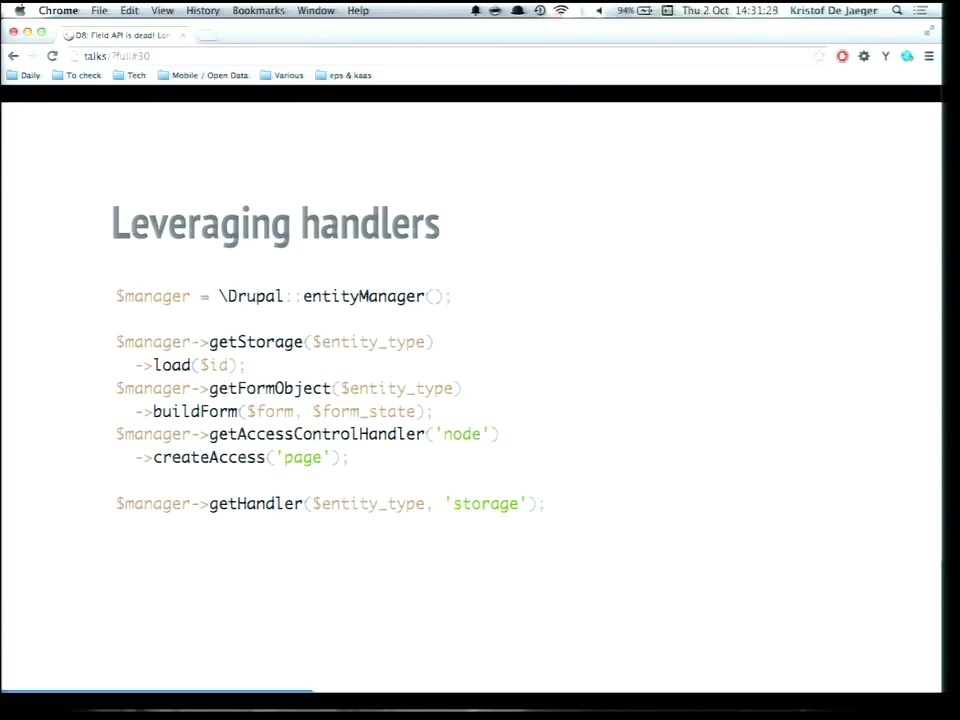 Chrome File Edit View History Bookmarks Window Help 94% Thu 2 Oct 14:31:23 Kristof De Jaeger
D8: Field API is dead! Lon
talks/?full#30
Daily To check Tech Mobile / Open Data Various eps & kaas
Leveraging handlers
$manager = \Drupal::entityManager();
$manager->getStorage($entity_type)
->load($id);
$manager->getFormObject($entity_type)
->buildForm($form, $form_state);
$manager->getAccessControlHandler('node')
->createAccess('page');
$manager->getHandler($entity_type, 'storage');